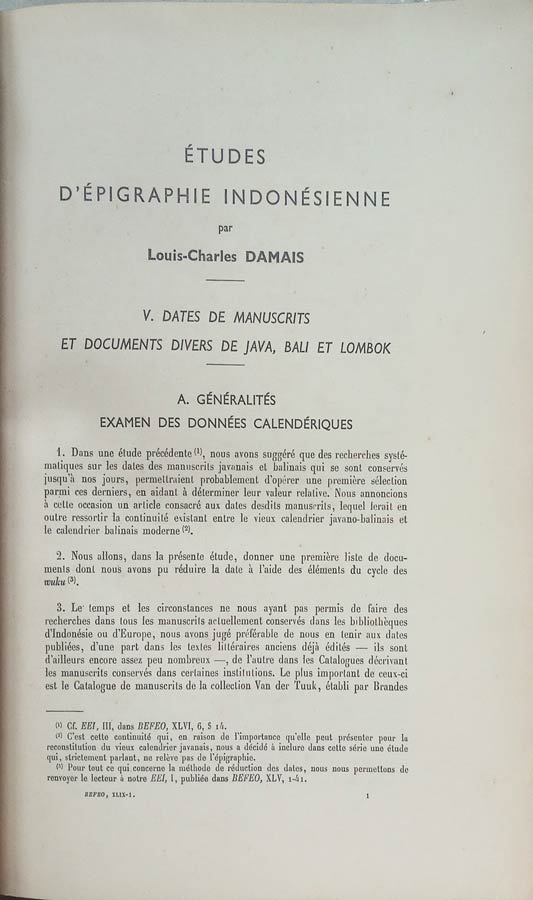 ÉTUDES
D'ÉPIGRAPHIE INDONÉSIENNE
par
Louis-Charles DAMAIS
V. DATES DE MANUSCRITS
ET DOCUMENTS DIVERS DE JAVA, BALI ET LOMBOK
A. GÉNÉRALITÉS
EXAMEN DES DONNÉES CALENDÉRIQUES
1. Dans une étude précédente (1), nous avons suggéré que des recherches systé-
matiques sur les dates des manuscrits javanais et balinais qui se sont conservés
jusqu'à nos jours, permettraient probablement d'opérer une première sélection
parmi ces derniers, en aidant à déterminer leur valeur relative. Nous annoncions
à cette occasion un article consacré aux dates desdits manuscrits, lequel ferait en
outre ressortir la continuité existant entre le vieux calendrier javano-balinais et
le calendrier balinais moderne (2).
2. Nous allons, dans la présente étude, donner une première liste de docu-
ments dont nous avons pu réduire la date à l'aide des éléments du cycle des
wuku (3).
3. Le temps et les circonstances ne nous ayant pas permis de faire des
recherches dans tous les manuscrits actuellement conservés dans les bibliothèques
d'Indonésie ou d'Europe, nous avons jugé préférable de nous en tenir aux dates
publiées, d'une part dans les textes littéraires anciens déjà édités — ils sont
d'ailleurs encore assez peu nombreux —, de l'autre dans les Catalogues décrivant
les manuscrits conservés dans certaines institutions. Le plus important de ceux-ci
est le Catalogue de manuscrits de la collection Van der Tuuk, établi par Brandes
(1) Cf. EEI, III, dans BEFEO, XLVI, 6, § 14.
(2) C'est cette continuité qui, en raison de l'importance qu'elle peut présenter pour la
reconstitution du vieux calendrier javanais, nous a décidé à inclure dans cette série une étude
qui, strictement parlant, ne relève pas de l'épigraphie.
(3) Pour tout ce qui concerne la méthode de réduction des dates, nous nous permettons de
renvoyer le lecteur à notre EEI, I, publiée dans BEFEO, XLV, 1-41.
BEFEO, XLIX-1.
1